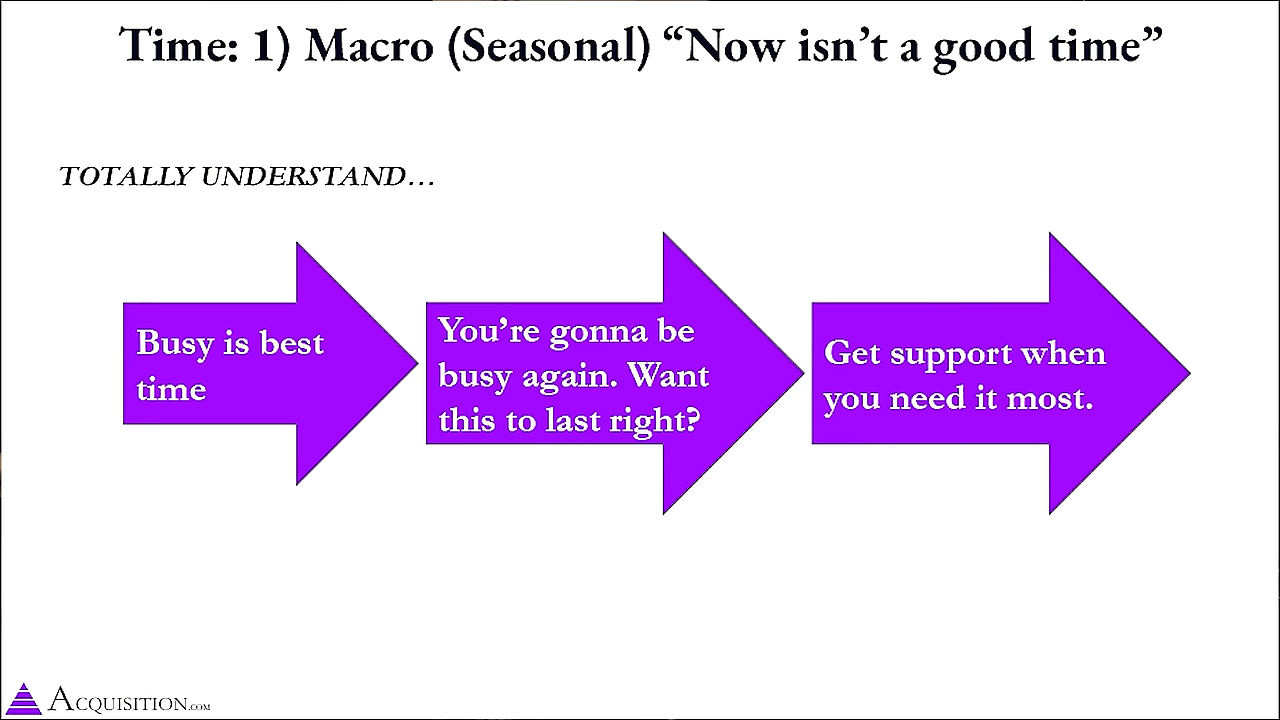 Time: 1) Macro (Seasonal) “Now isn’t a good time”
TOTALLY UNDERSTAND…
Busy is best
time
You’re gonna be
busy again. Want
this to last right?
Get support when
you need it most.
ACQUISITION.COM